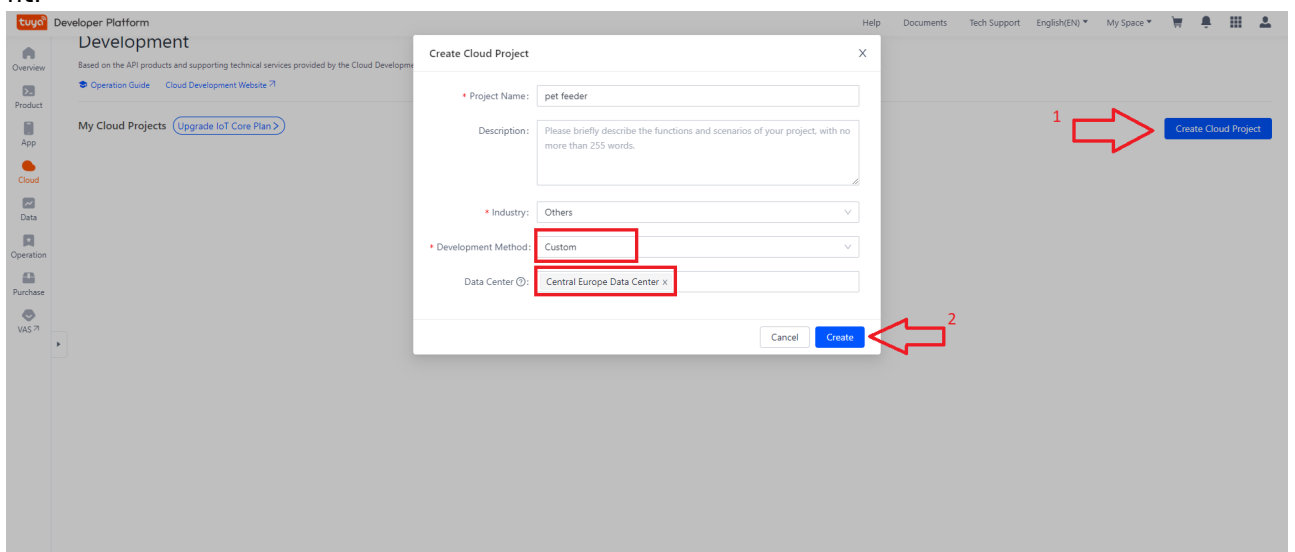 tuya Developer Platform
Help Documents Tech Support English(EN) My Space
Overview
Product
App
Cloud
Data
Operation
Purchase
VAS
Development
Based on the API products and supporting technical services provided by the Cloud Developme
Operation Guide Cloud Development Website
My Cloud Projects Upgrade IoT Core Plan >
1
Create Cloud Project
Create Cloud Project X
* Project Name: pet feeder
Description: Please briefly describe the functions and scenarios of your project, with no
more than 255 words.
* Industry: Others
* Development Method: Custom
Data Center ?: Central Europe Data Center ×
Cancel Create
2